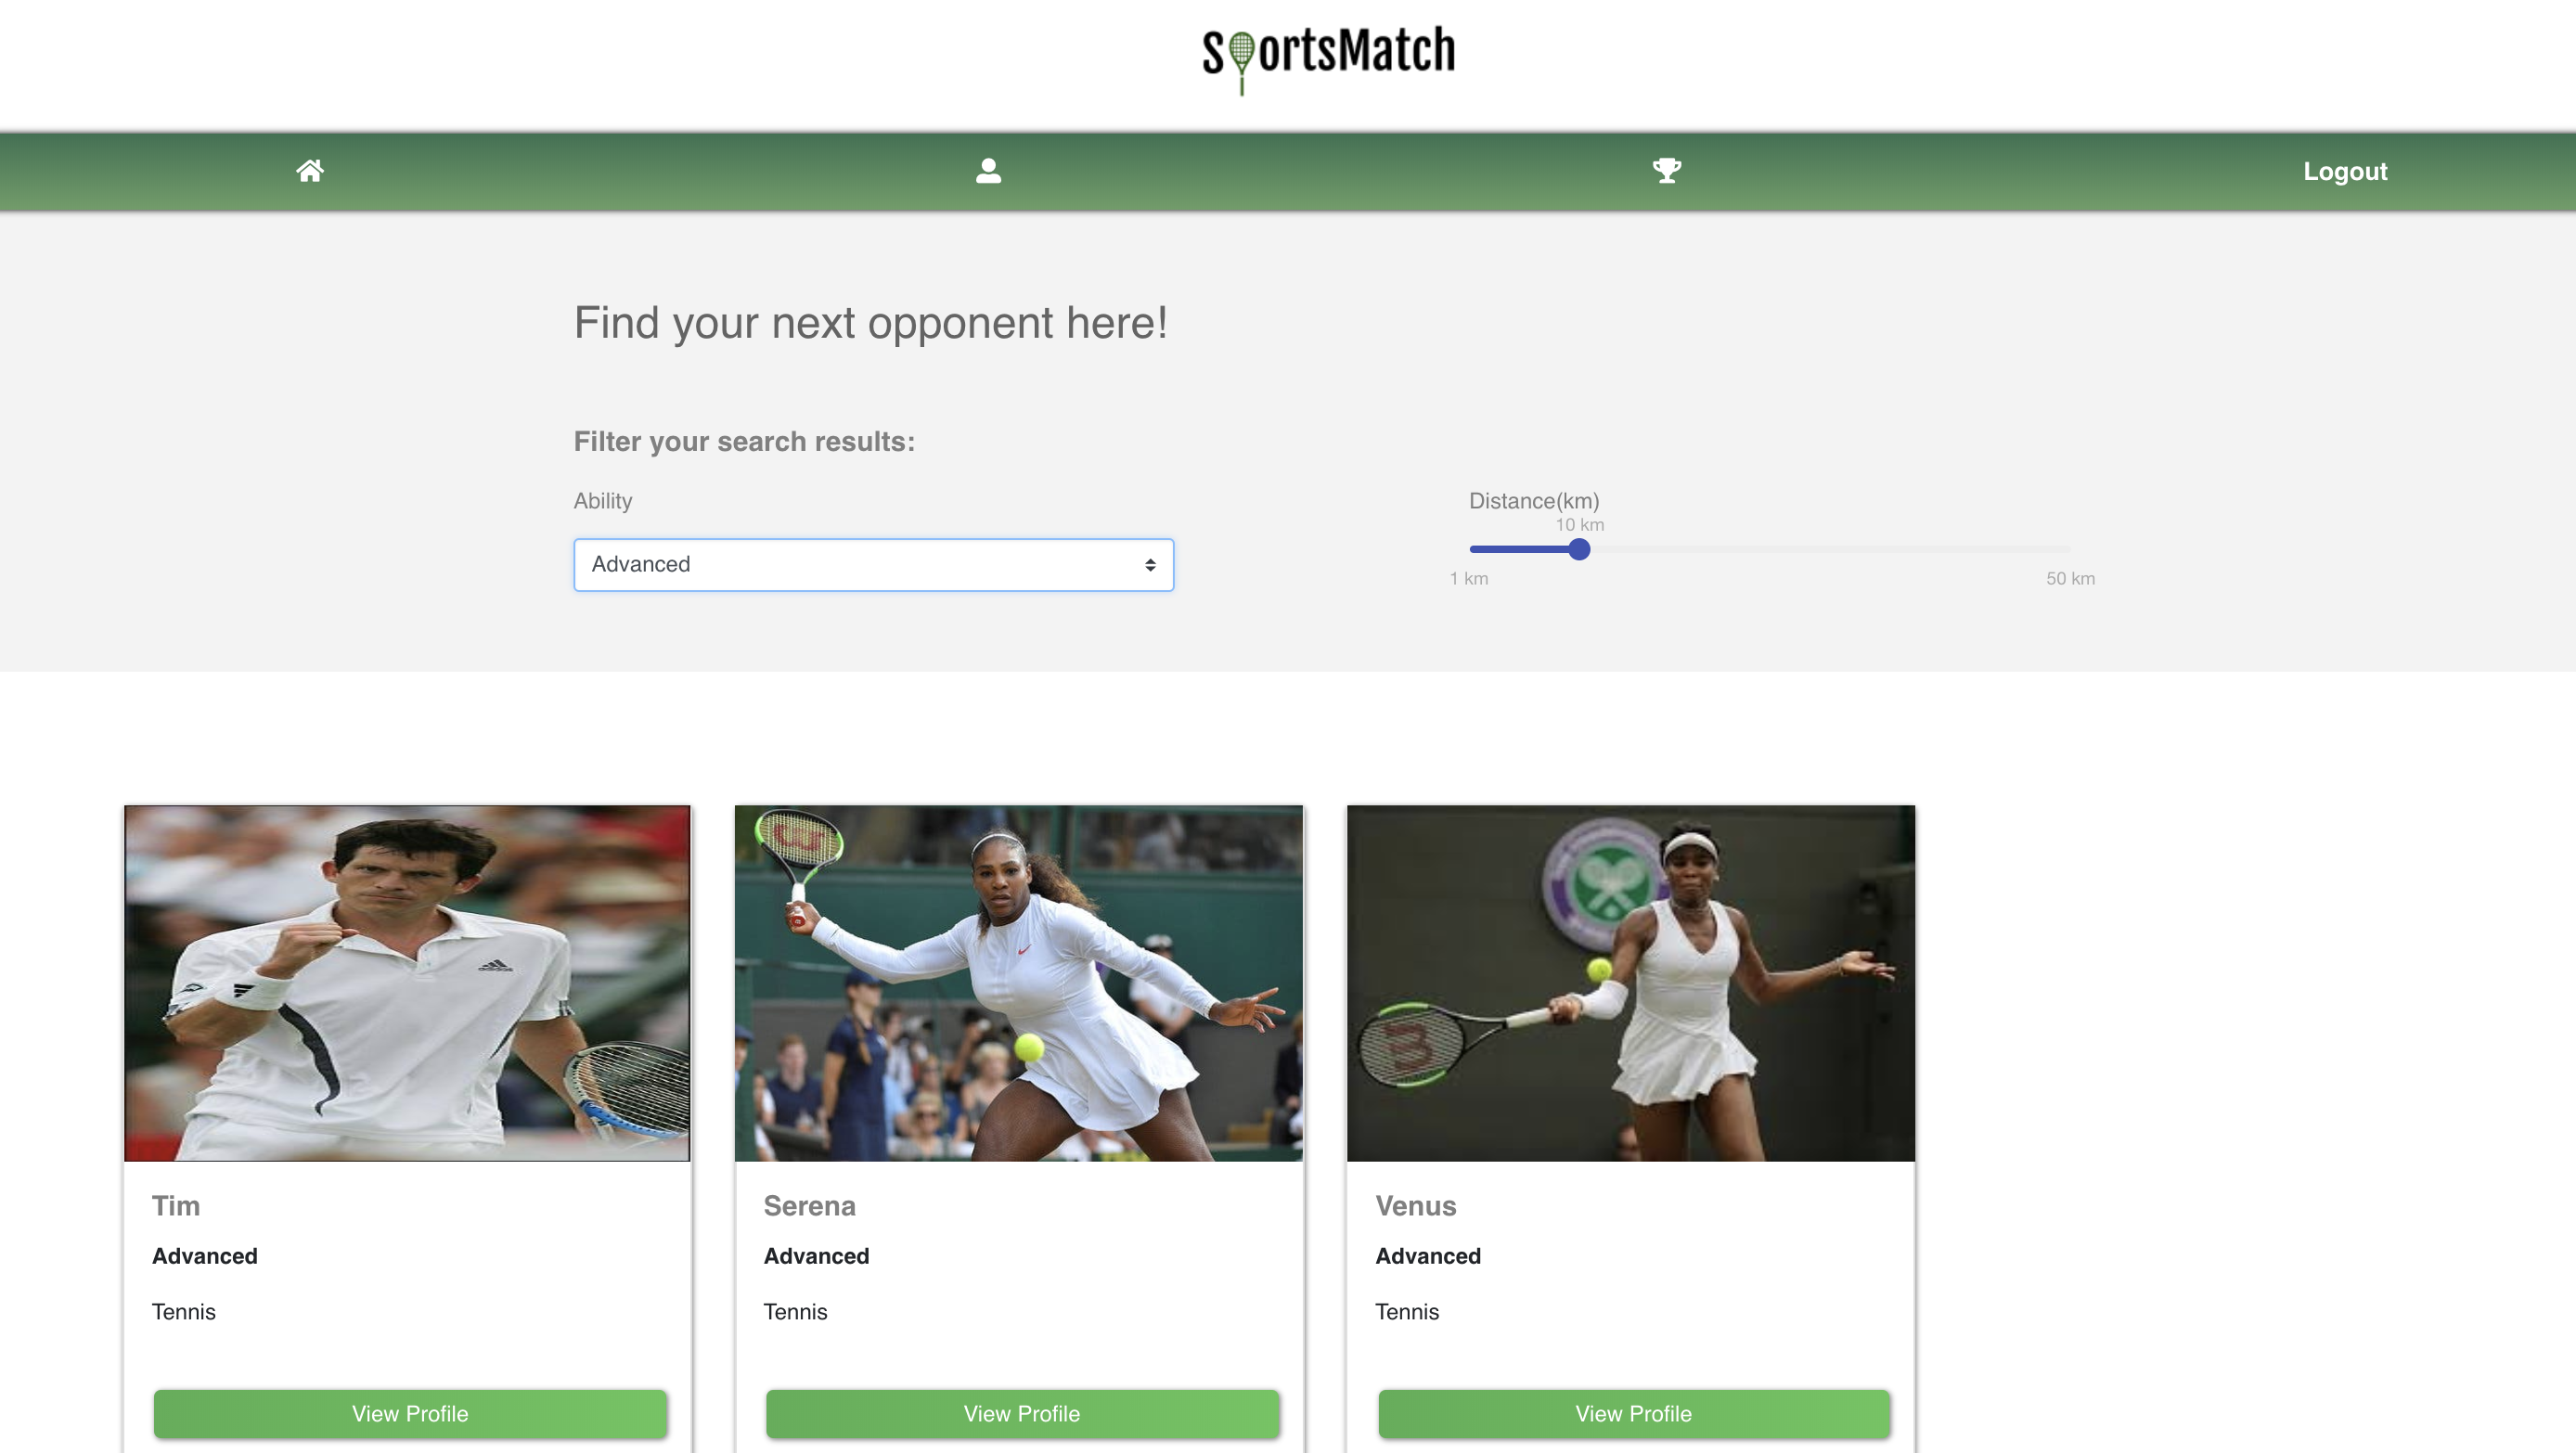 SportsMatch
Logout
Find your next opponent here!
Filter your search results:
Ability
Distance(km)
10 km
Advanced
1 km
50 km
adidas
Tim
Serena
Venus
Advanced
Advanced
Advanced
Tennis
Tennis
Tennis
View Profile
View Profile
View Profile